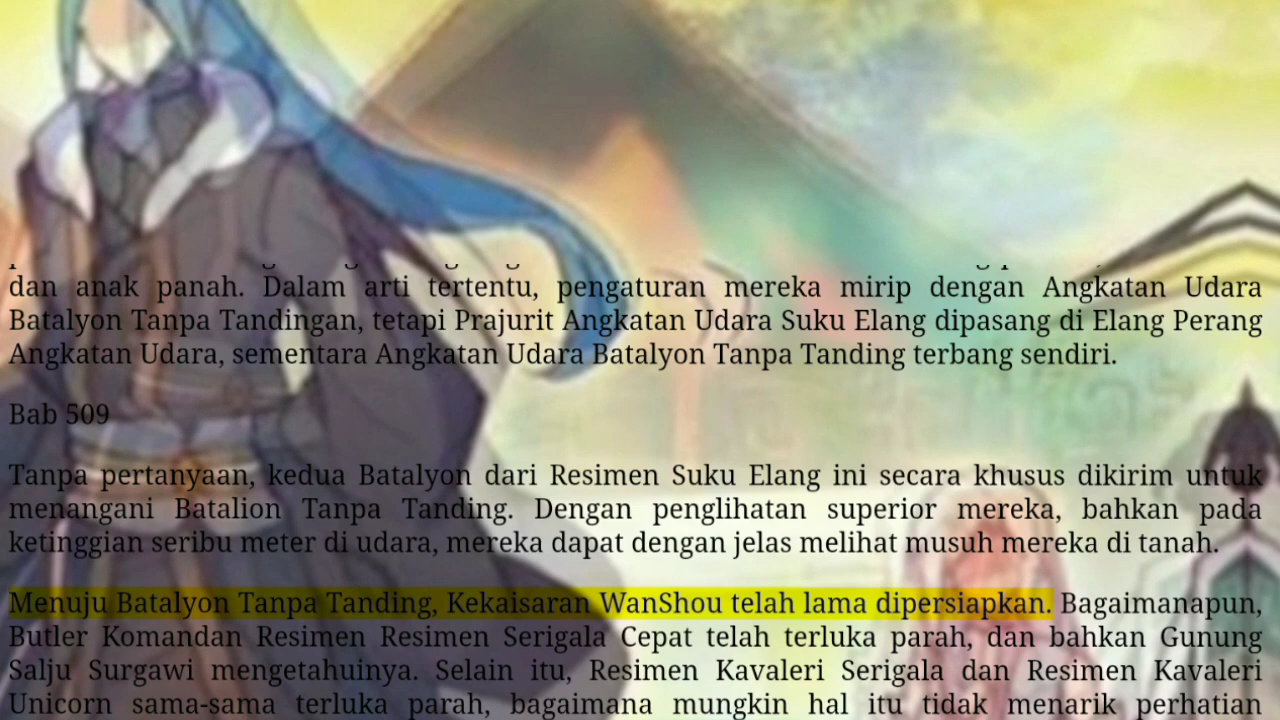 dan anak panah. Dalam arti tertentu, pengaturan mereka mirip dengan Angkatan Udara
Batalyon Tanpa Tandingan, tetapi Prajurit Angkatan Udara Suku Elang dipasang di Elang Perang
Angkatan Udara, sementara Angkatan Udara Batalyon Tanpa Tanding terbang sendiri.
Bab 509
Tanpa pertanyaan, kedua Batalyon dari Resimen Suku Elang ini secara khusus dikirim untuk
menangani Batalion Tanpa Tanding. Dengan penglihatan superior mereka, bahkan pada
ketinggian seribu meter di udara, mereka dapat dengan jelas melihat musuh mereka di tanah.
Menuju Batalyon Tanpa Tanding, Kekaisaran WanShou telah lama dipersiapkan. Bagaimanapun,
Butler Komandan Resimen Resimen Serigala Cepat telah terluka parah, dan bahkan Gunung
Salju Surgawi mengetahuinya. Selain itu, Resimen Kavaleri Serigala dan Resimen Kavaleri
Unicorn sama-sama terluka parah, bagaimana mungkin hal itu tidak menarik perhatian